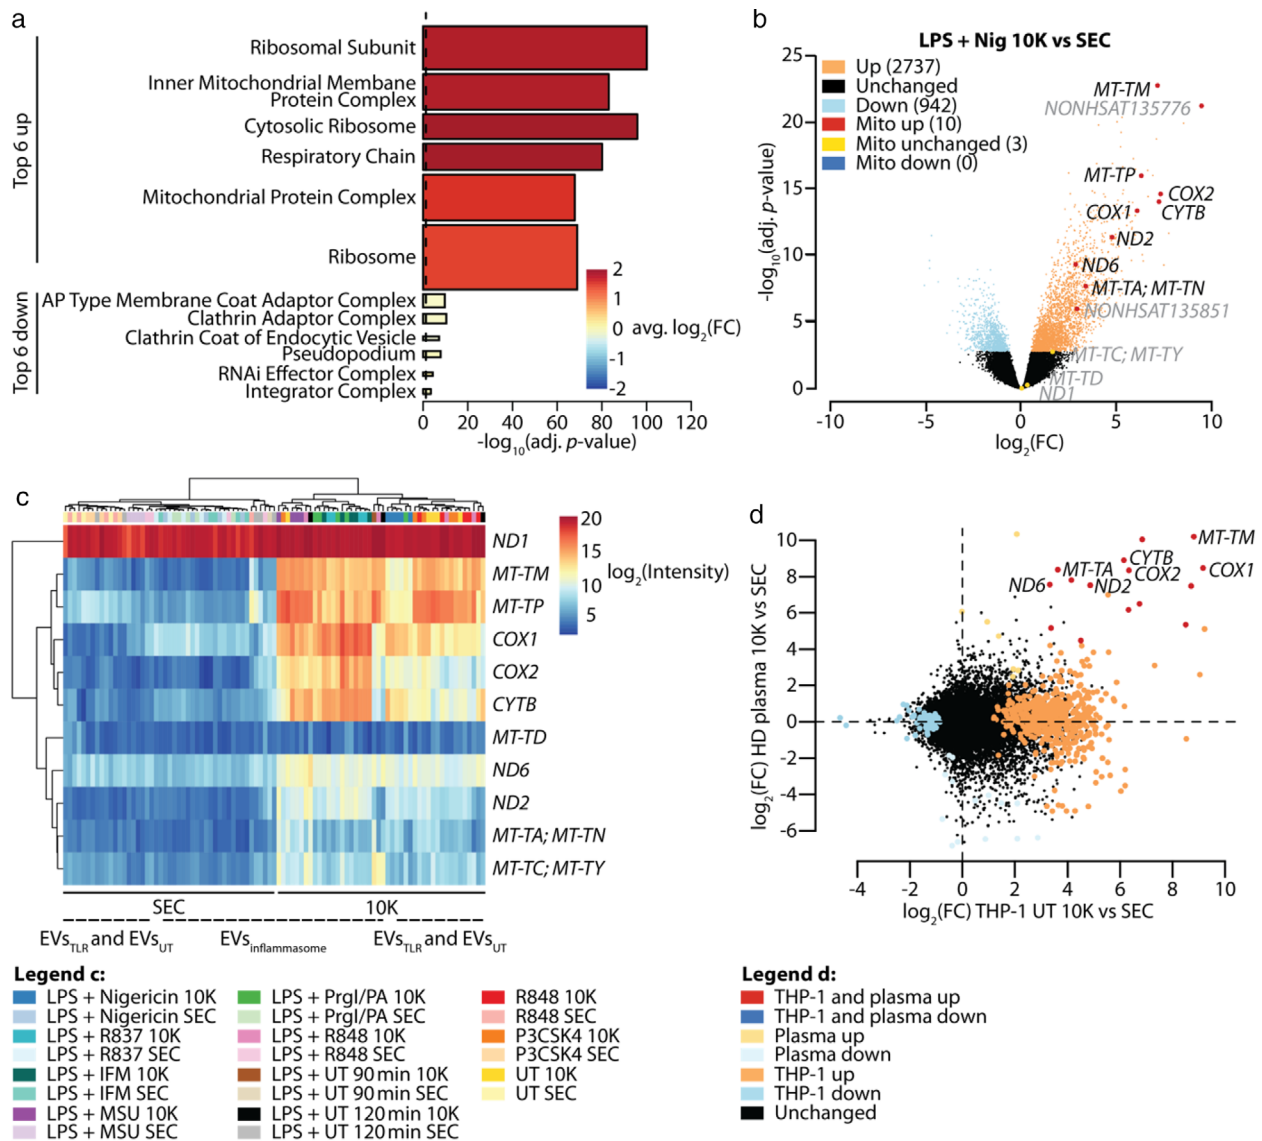 a
Top 6 up
Ribosomal Subunit
Inner Mitochondrial Membane
Protein Complex
Cytosolic Ribosome
Respiratory Chain
Mitochondrial Protein Complex
Ribosome
Top 6 down
AP Type Membrane Coat Adaptor Complex
Clathrin Adaptor Complex
Clathrin Coat of Endocytic Vesicle
Pseudopodium
RNAi Effector Complex
Integrator Complex
2
1
0
-1
-2
avg. log2(FC)
0 20 40 60 80 100 120
-log10(adj. p-value)
b
LPS + Nig 10K vs SEC
Up (2737)
Unchanged
Down (942)
Mito up (10)
Mito unchanged (3)
Mito down (0)
25
20
15
10
5
0
-log10(adj. p-value)
MT-TM
NONHSAT135776
MT-TP
COX2
COX1
CYTB
ND2
ND6
MT-TA; MT-TN
NONHSAT135851
MT-TC; MT-TY
MT-TD
ND1
-10 -5 0 5 10
log2(FC)
c
ND1
MT-TM
MT-TP
COX1
COX2
CYTB
MT-TD
ND6
ND2
MT-TA; MT-TN
MT-TC; MT-TY
20
15
10
5
log2(Intensity)
SEC 10K
EVsTLR and EVsUT EVsinflammasome EVsTLR and EVsUT
d
10
8
6
4
2
0
-2
-4
-6
log2(FC) HD plasma 10K vs SEC
MT-TM
CYTB
MT-TA
COX2
COX1
ND6
ND2
-4 -2 0 2 4 6 8 10
log2(FC) THP-1 UT 10K vs SEC
Legend c:
LPS + Nigericin 10K
LPS + Nigericin SEC
LPS + R837 10K
LPS + R837 SEC
LPS + IFM 10K
LPS + IFM SEC
LPS + MSU 10K
LPS + MSU SEC
LPS + PrgI/PA 10K
LPS + PrgI/PA SEC
LPS + R848 10K
LPS + R848 SEC
LPS + UT 90 min 10K
LPS + UT 90 min SEC
LPS + UT 120 min 10K
LPS + UT 120 min SEC
R848 10K
R848 SEC
P3CSK4 10K
P3CSK4 SEC
UT 10K
UT SEC
Legend d:
THP-1 and plasma up
THP-1 and plasma down
Plasma up
Plasma down
THP-1 up
THP-1 down
Unchanged